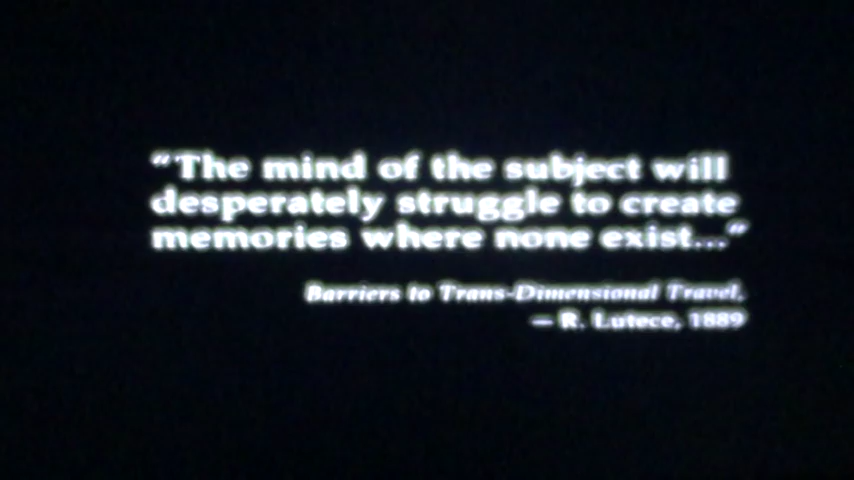 "The mind of the subject will
desperately struggle to create
memories where none exist..."
Barriers to Trans-Dimensional Travel,
— R. Lutece, 1889